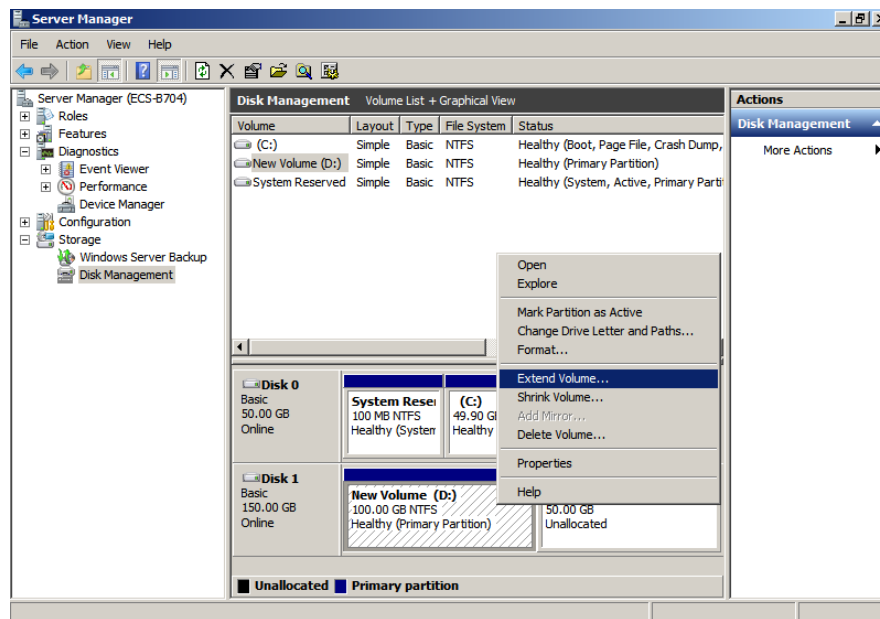 Server Manager
File Action View Help
Server Manager (ECS-B704)
Roles
Features
Diagnostics
Event Viewer
Performance
Device Manager
Configuration
Storage
Windows Server Backup
Disk Management
Disk Management Volume List + Graphical View
Volume Layout Type File System Status
(C:) Simple Basic NTFS Healthy (Boot, Page File, Crash Dump,
New Volume (D:) Simple Basic NTFS Healthy (Primary Partition)
System Reserved Simple Basic NTFS Healthy (System, Active, Primary Parti
Open
Explore
Mark Partition as Active
Change Drive Letter and Paths...
Format...
Extend Volume...
Shrink Volume...
Add Mirror...
Delete Volume...
Properties
Help
Disk 0
Basic
50.00 GB
Online
System Reser
100 MB NTFS
Healthy (System
(C:)
49.90 G
Healthy
Disk 1
Basic
150.00 GB
Online
New Volume (D:)
100.00 GB NTFS
Healthy (Primary Partition)
50.00 GB
Unallocated
Unallocated Primary partition
Actions
Disk Management
More Actions